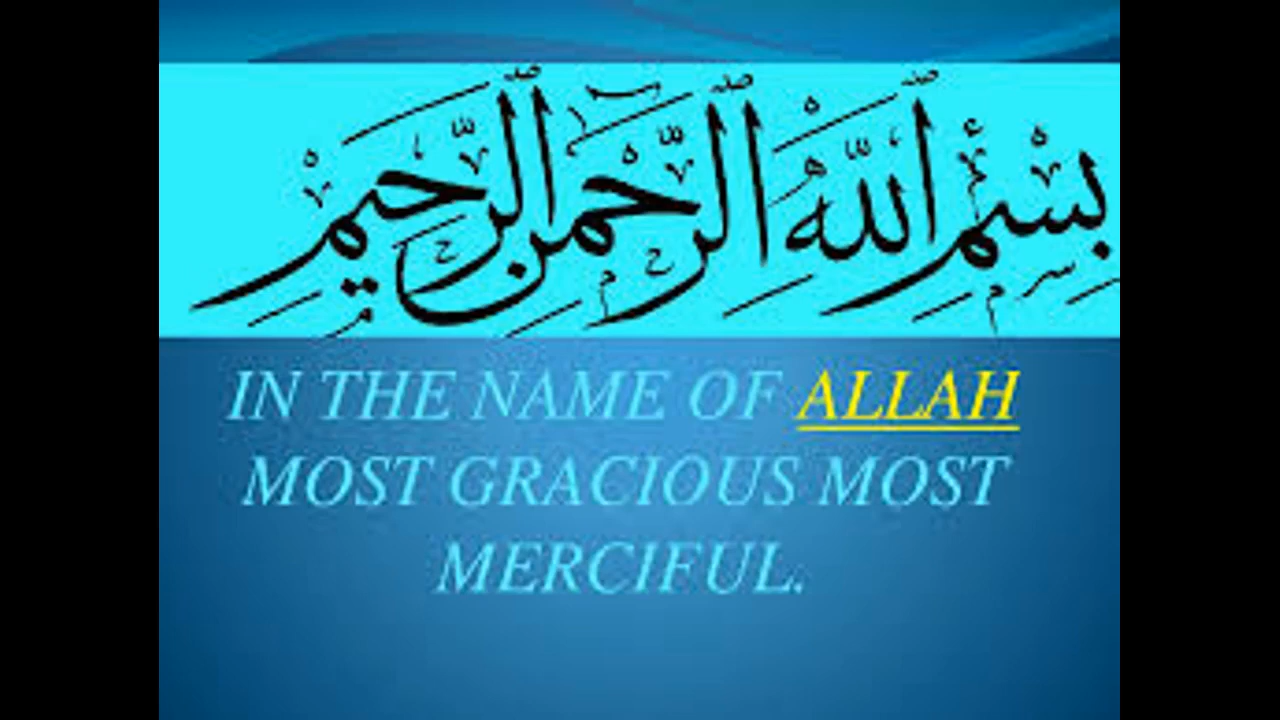 بِسْمِ اللَّهِ الرَّحْمٰنِ الرَّحِيمِ
IN THE NAME OF ALLAH
MOST GRACIOUS MOST
MERCIFUL.